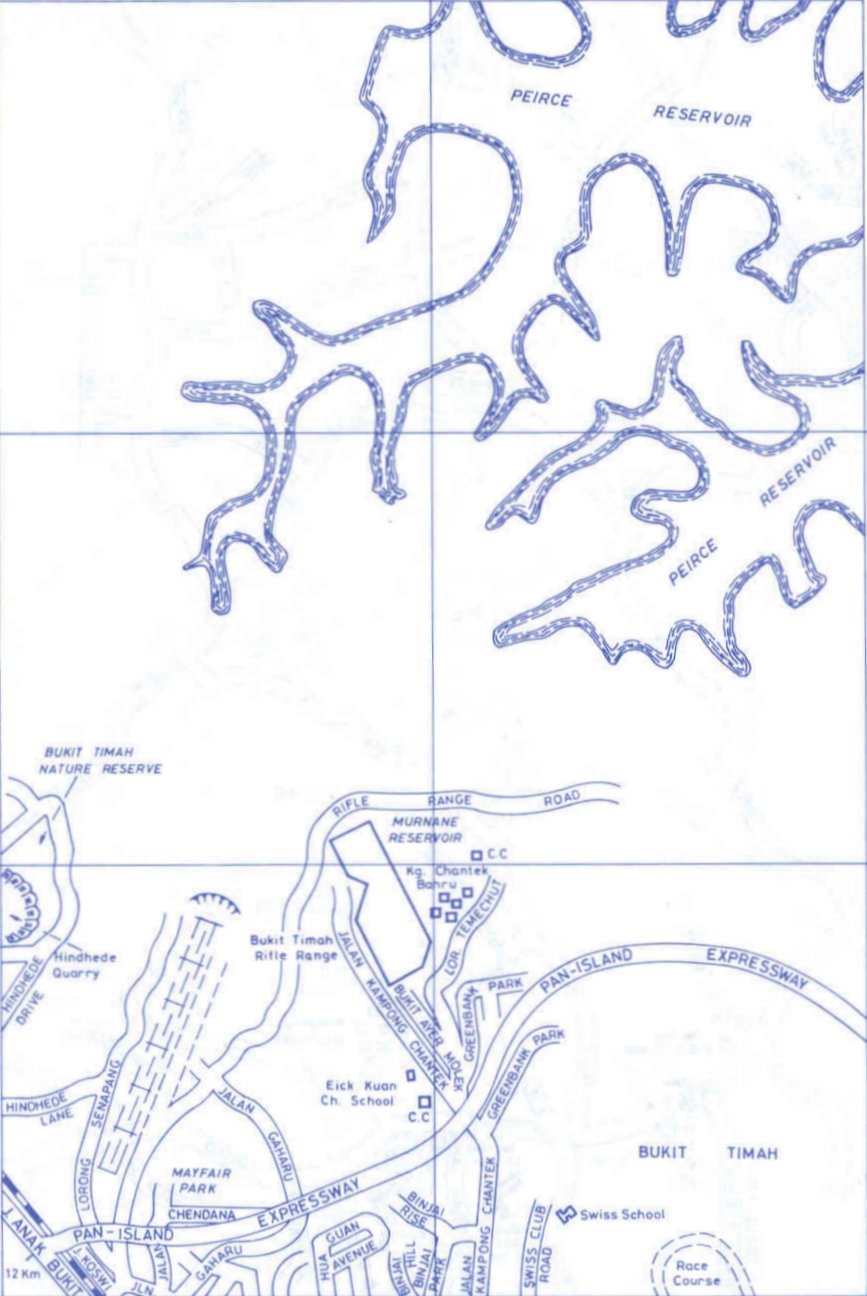 PEIRCE RESERVOIR
PEIRCE RESERVOIR
BUKIT TIMAH
NATURE RESERVE
RIFLE RANGE ROAD
MURNANE
RESERVOIR
C.C
Kg. Chantek
Bahru
LOR TEMECHUT
Hindhede
Quarry
HINDHEDE
DRIVE
Bukit Timah
Rifle Range
JALAN KAMPONG CHANTEK
BUKIT AYER MOLEK
GREENBANK PARK
PAN-ISLAND EXPRESSWAY
GREENBANK PARK
HINDHEDE
LANE
LORONG SENAPANG
JALAN GAHARU
Eick Kuan
Ch. School
C.C
MAYFAIR
PARK
CHENDANA
PAN-ISLAND EXPRESSWAY
BUKIT TIMAH
Swiss School
SWISS CLUB
ROAD
JALAN
KAMPONG CHANTEK
BINJAI
RISE
BINJAI
HILL
BINJAI
PARK
HUA GUAN
AVENUE
JALAN
GAHARU
J. ANAK BUKIT
J. KOSWI
JLN.
12 Km
Race
Course